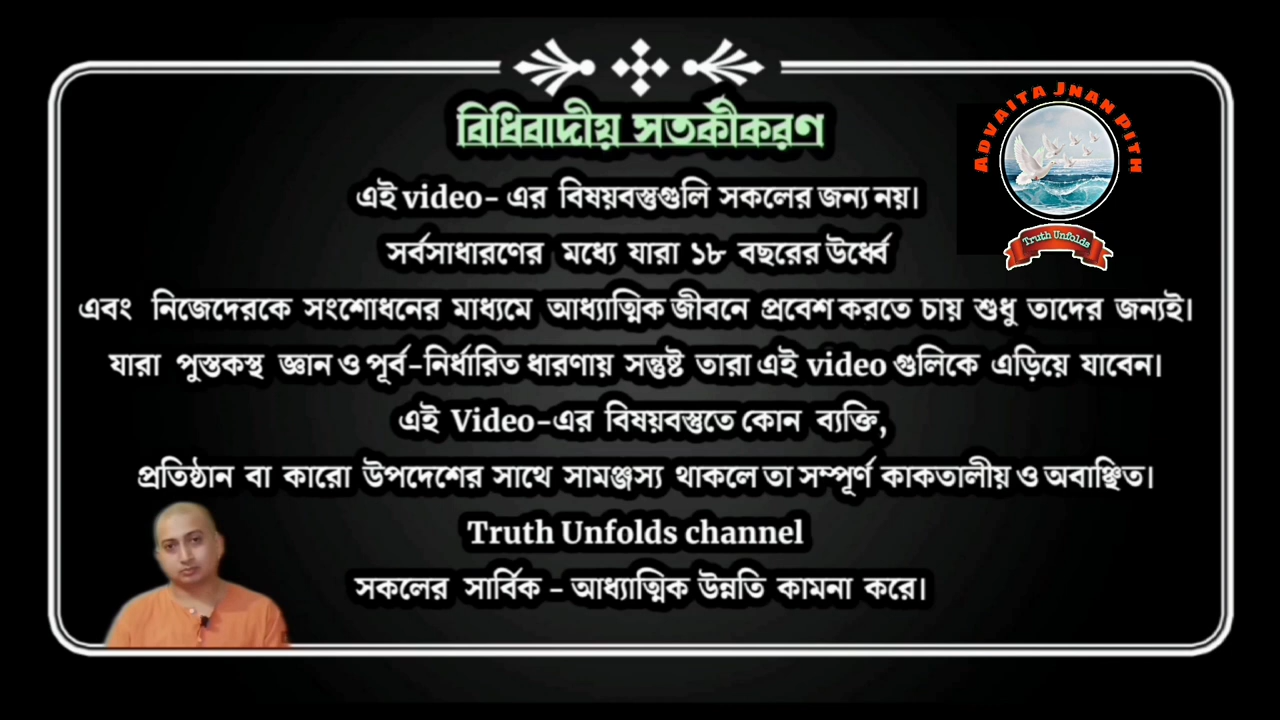 বিধিবাদীয় সতর্কীকরণ
ADVAITA JNAN PITH
Truth Unfolds
এই video- এর বিষয়বস্তুগুলি সকলের জন্য নয়।
সর্বসাধারণের মধ্যে যারা ১৮ বছরের উর্ধ্বে
এবং নিজেদেরকে সংশোধনের মাধ্যমে আধ্যাত্মিক জীবনে প্রবেশ করতে চায় শুধু তাদের জন্যই।
যারা পুস্তকস্থ জ্ঞান ও পূর্ব-নির্ধারিত ধারণায় সন্তুষ্ট তারা এই video গুলিকে এড়িয়ে যাবেন।
এই Video-এর বিষয়বস্তুতে কোন ব্যক্তি,
প্রতিষ্ঠান বা কারো উপদেশের সাথে সামঞ্জস্য থাকলে তা সম্পূর্ণ কাকতালীয় ও অবাঞ্ছিত।
Truth Unfolds channel
সকলের সার্বিক - আধ্যাত্মিক উন্নতি কামনা করে।